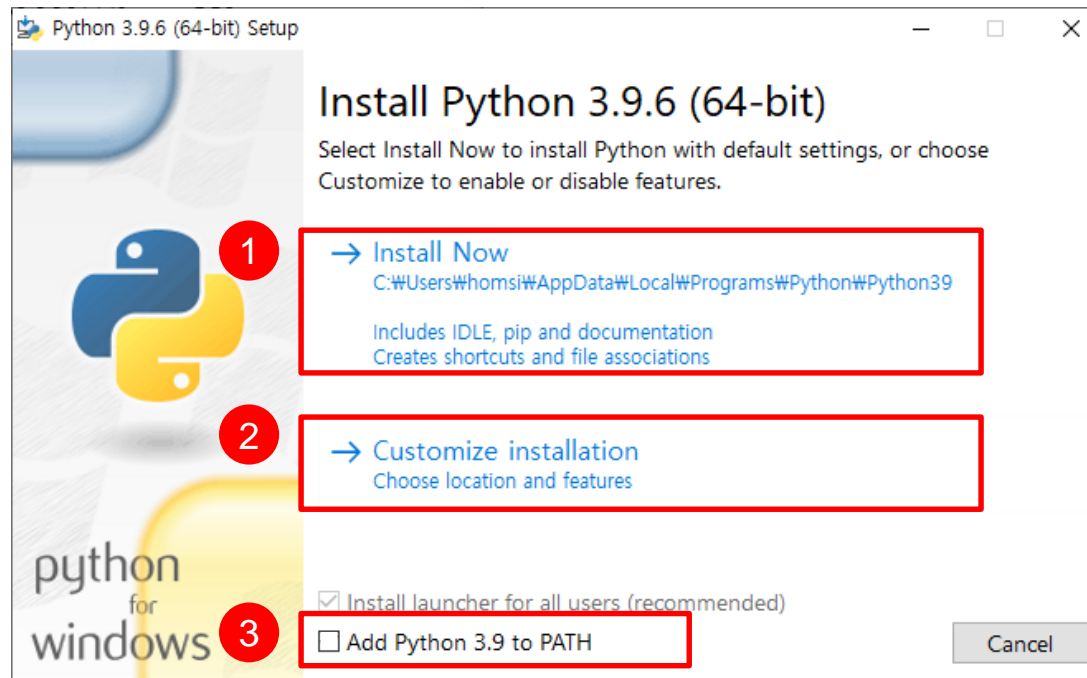 Python 3.9.6 (64-bit) Setup
Install Python 3.9.6 (64-bit)
Select Install Now to install Python with default settings, or choose
Customize to enable or disable features.
1
→ Install Now
C:₩Users₩homsi₩AppData₩Local₩Programs₩Python₩Python39
Includes IDLE, pip and documentation
Creates shortcuts and file associations
2
→ Customize installation
Choose location and features
python
for
windows
Install launcher for all users (recommended)
3
Add Python 3.9 to PATH
Cancel